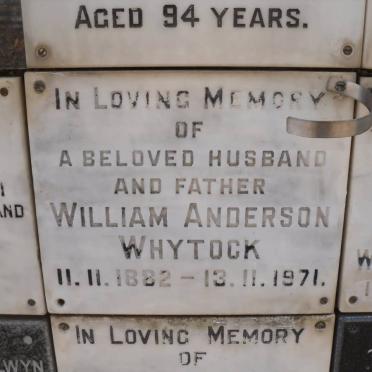 AGED 94 YEARS.
IN LOVING MEMORY
OF
A BELOVED HUSBAND
AND FATHER
WILLIAM ANDERSON
WHYTOCK
11.11.1882 – 13.11.1971.
IN LOVING MEMORY
OF
WYN